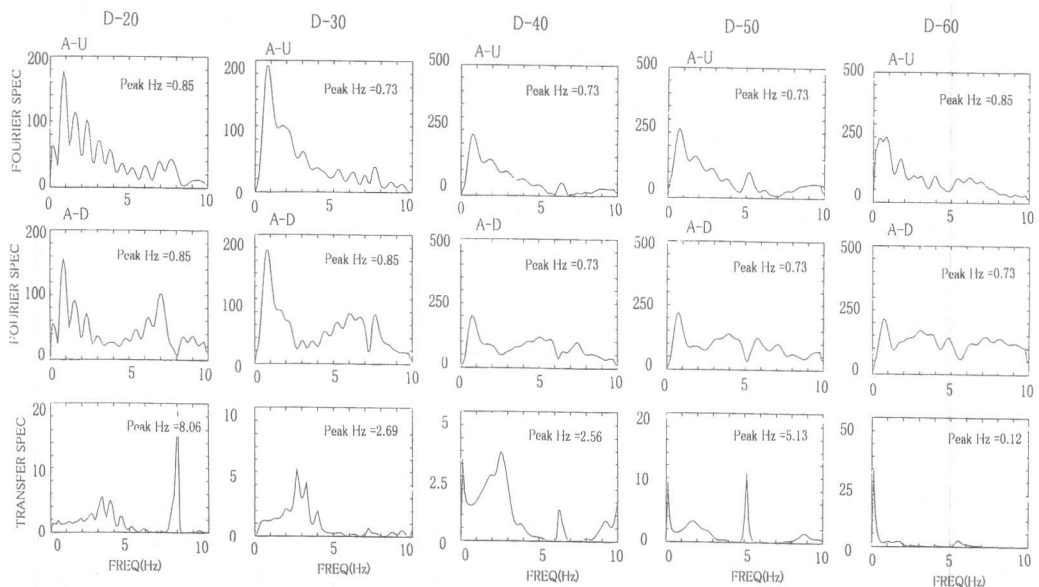 D-20 D-30 D-40 D-50 D-60
A-U A-U A-U A-U A-U
FOURIER SPEC
200 100 0
Peak Hz =0.85
0 5 10
200 100 0
Peak Hz =0.73
0 5 10
500 250 0
Peak Hz =0.73
0 5 10
500 250 0
Peak Hz =0.73
0 5 10
500 250 0
Peak Hz =0.85
0 5 10
A-D A-D A-D A-D A-D
FOURIER SPEC
200 100 0
Peak Hz =0.85
0 5 10
200 100 0
Peak Hz =0.85
0 5 10
500 250 0
Peak Hz =0.73
0 5 10
500 250 0
Peak Hz =0.73
0 5 10
500 250 0
Peak Hz =0.73
0 5 10
TRANSFER SPEC
20 10 0
Peak Hz =8.06
0 5 10
10 5 0
Peak Hz =2.69
0 5 10
5 2.5 0
Peak Hz =2.56
0 5 10
20 10 0
Peak Hz =5.13
0 5 10
50 25 0
Peak Hz =0.12
0 5 10
FREQ(Hz) FREQ(Hz) FREQ(Hz) FREQ(Hz) FREQ(Hz)